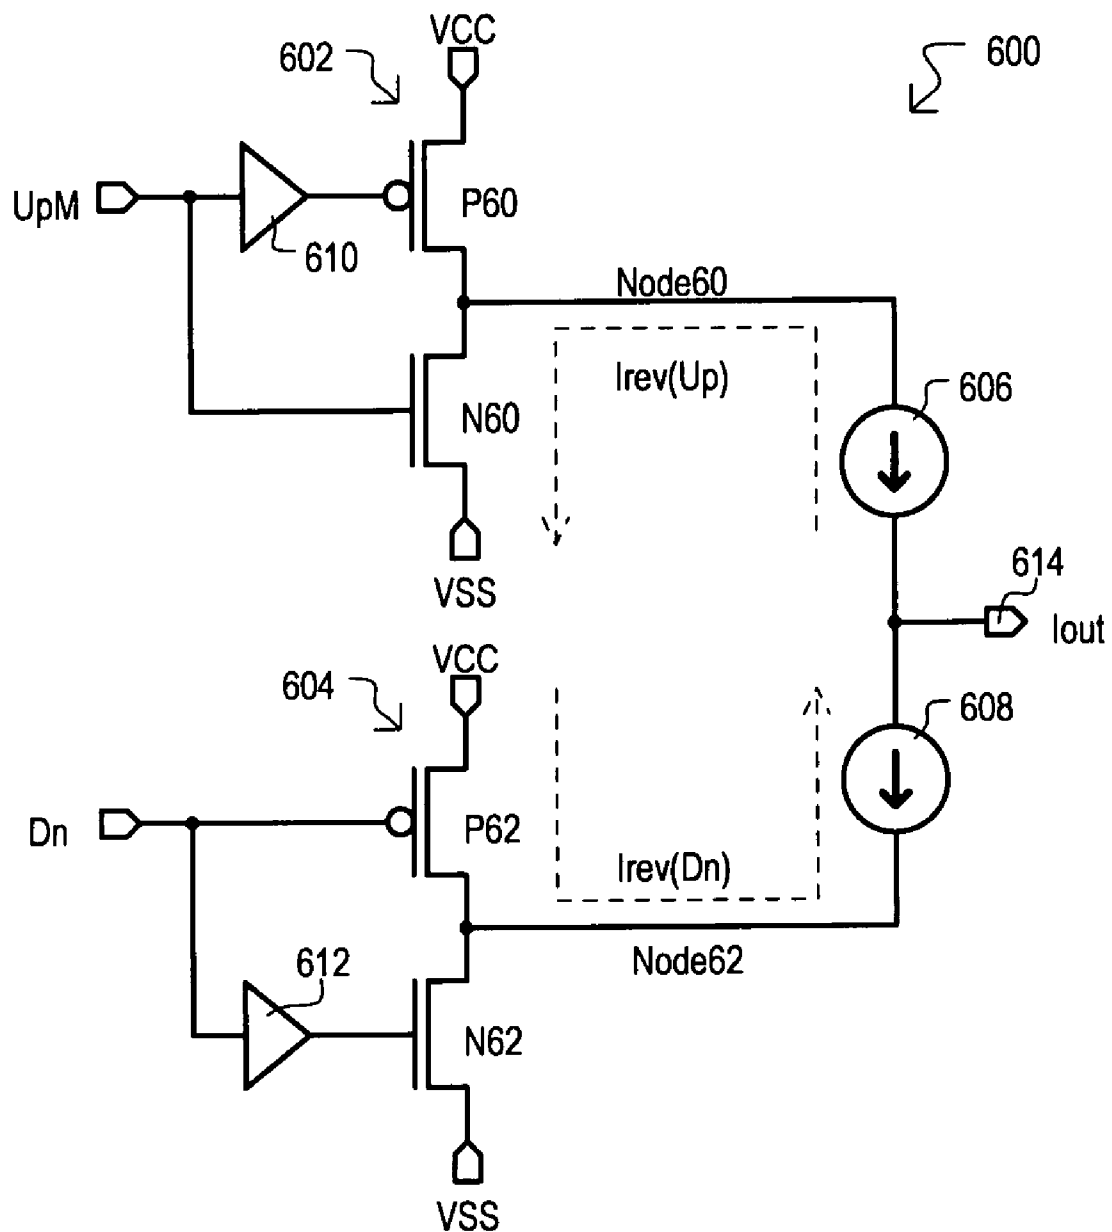 VCC
602
600
UpM
P60
610
Node60
Irev(Up)
606
N60
VSS
614
Iout
VCC
604
608
Dn
P62
Irev(Dn)
Node62
612
N62
VSS